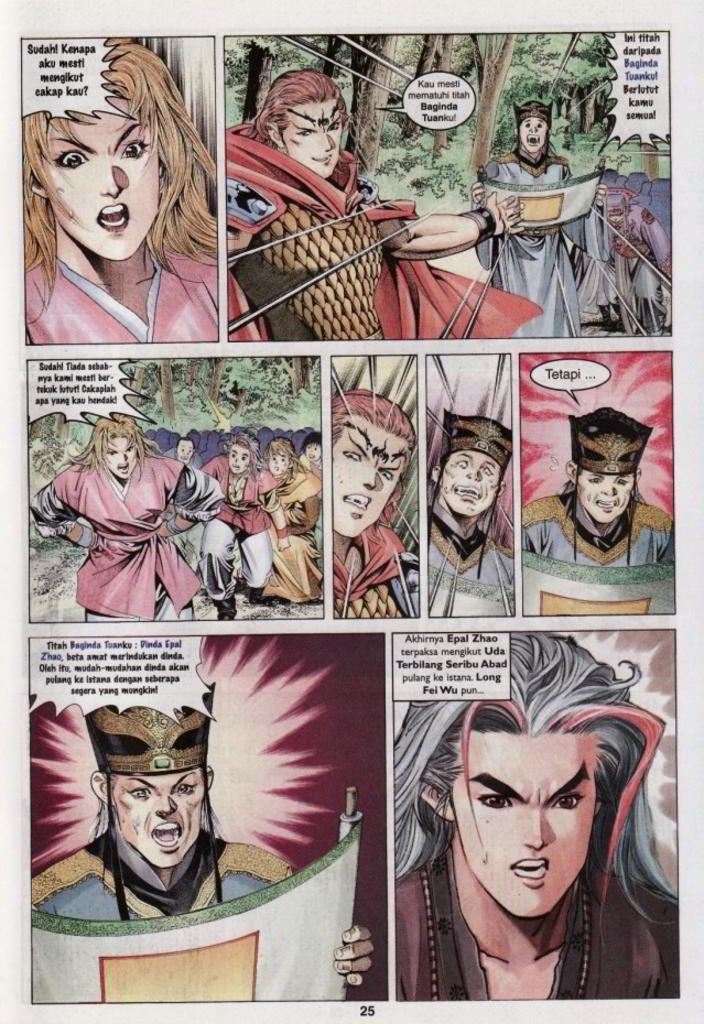 Sudah! Kenapa
aku mesti
mengikut
cakap kau?
Kau mesti
mematuhi titah
Baginda
Tuanku!
Ini titah
daripada
Baginda
Tuanku!
Berlutut
kamu
semua!
Sudah! Tiada sebab-
nya kami mesti ber-
tekuk lutut! Cakaplah
apa yang kau hendak!
Tetapi ...
Titah Baginda Tuanku : Dinda Epal
Zhao, beta amat merindukan dinda.
Oleh itu, mudah-mudahan dinda akan
pulang ke istana dengan seberapa
segera yang mungkin!
Akhirnya Epal Zhao
terpaksa mengikut Uda
Terbilang Seribu Abad
pulang ke istana. Long
Fei Wu pun...
25